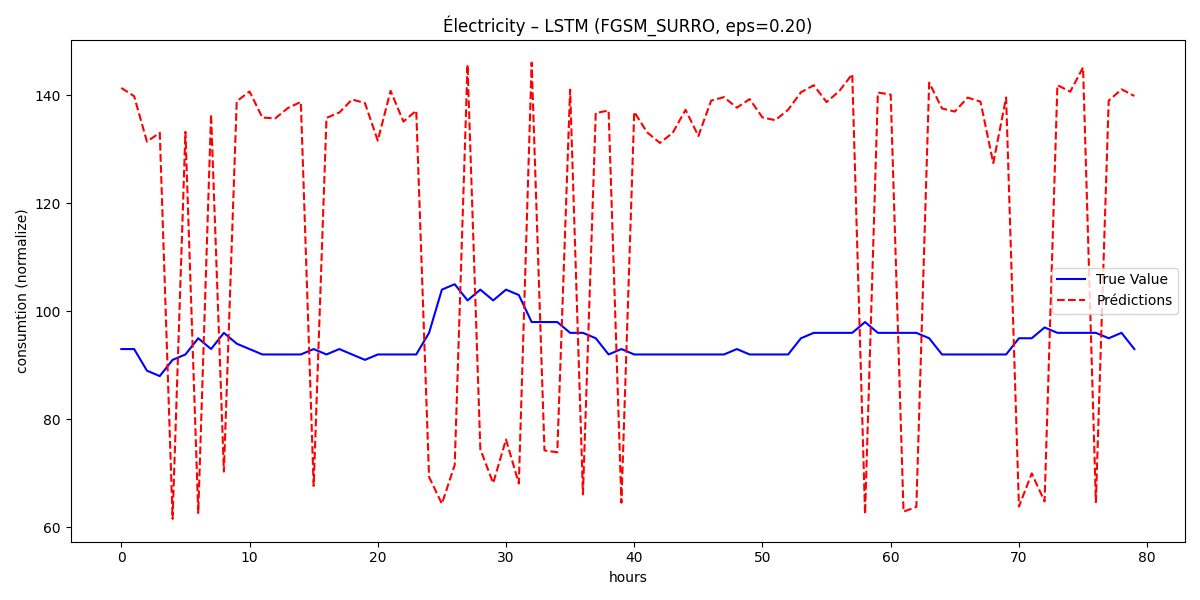 Électricity – LSTM (FGSM_SURRO, eps=0.20)
consumtion (normalize)
140
120
100
80
60
True Value
Prédictions
0 10 20 30 40 50 60 70 80
hours